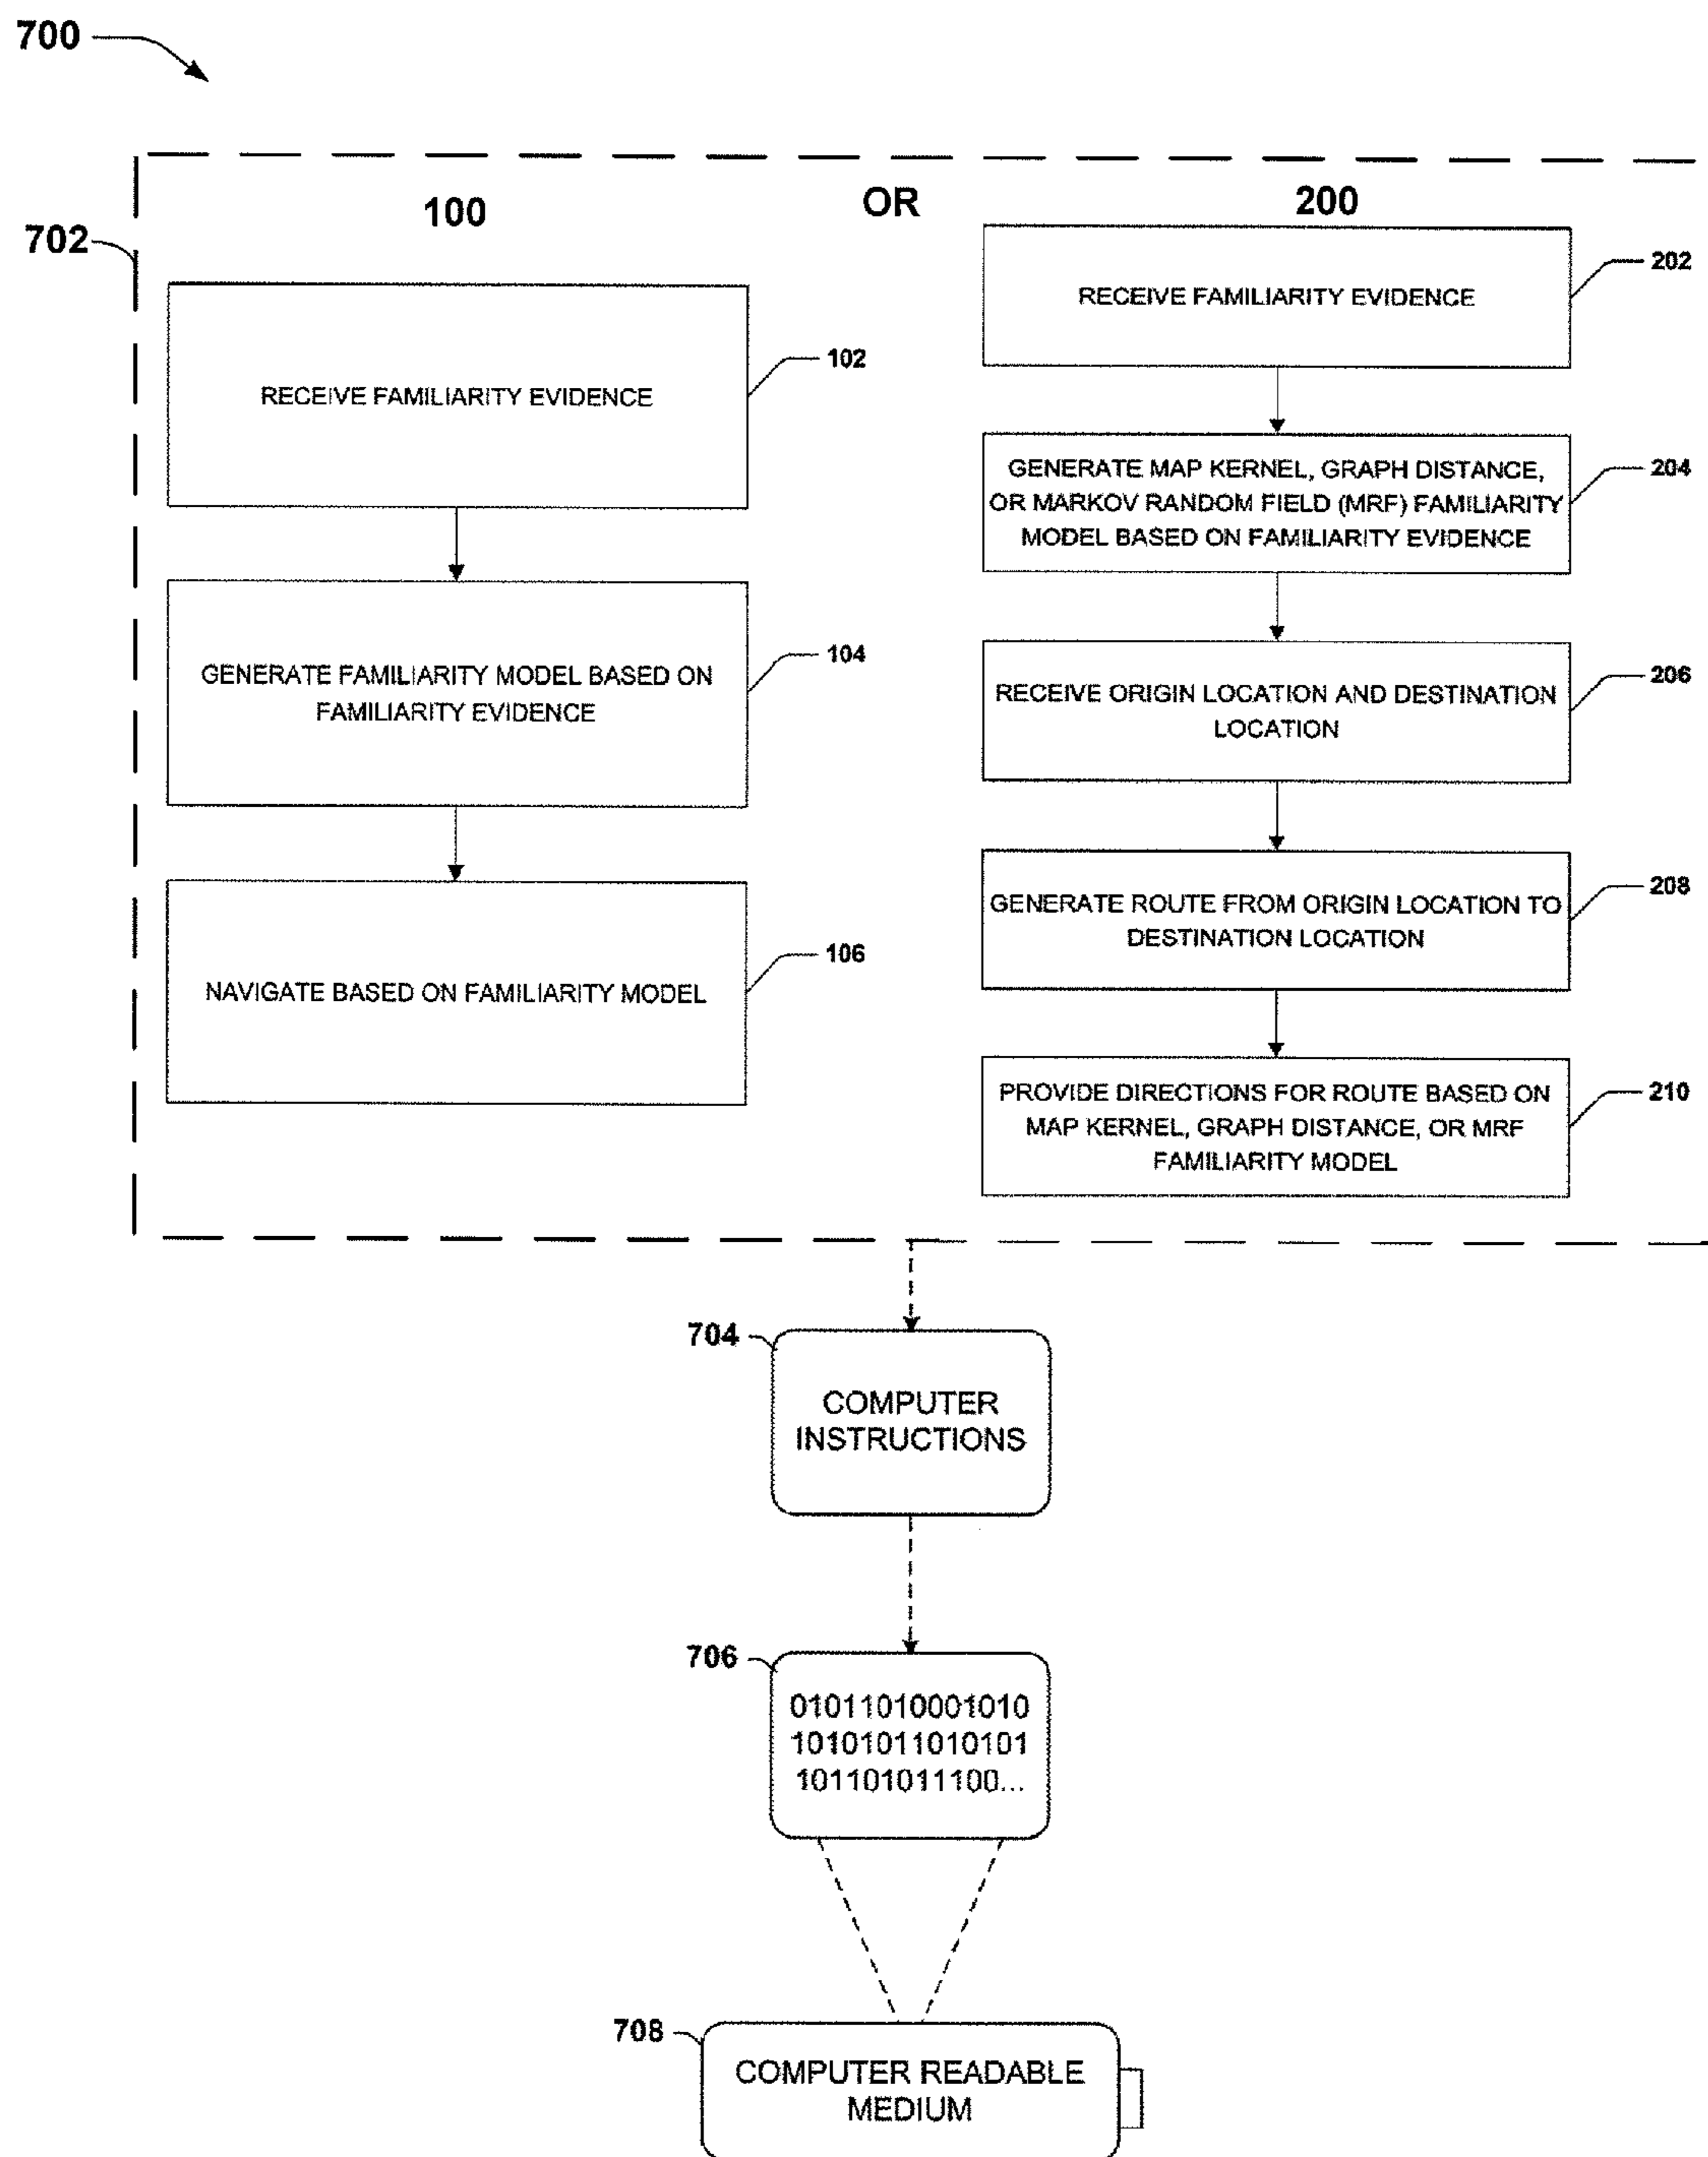 700
100
OR
200
702
RECEIVE FAMILIARITY EVIDENCE
102
GENERATE FAMILIARITY MODEL BASED ON
FAMILIARITY EVIDENCE
104
NAVIGATE BASED ON FAMILIARITY MODEL
106
RECEIVE FAMILIARITY EVIDENCE
202
GENERATE MAP KERNEL, GRAPH DISTANCE,
OR MARKOV RANDOM FIELD (MRF) FAMILIARITY
MODEL BASED ON FAMILIARITY EVIDENCE
204
RECEIVE ORIGIN LOCATION AND DESTINATION
LOCATION
206
GENERATE ROUTE FROM ORIGIN LOCATION TO
DESTINATION LOCATION
208
PROVIDE DIRECTIONS FOR ROUTE BASED ON
MAP KERNEL, GRAPH DISTANCE, OR MRF
FAMILIARITY MODEL
210
704
COMPUTER
INSTRUCTIONS
706
01011010001010
10101011010101
101101011100...
708
COMPUTER READABLE
MEDIUM